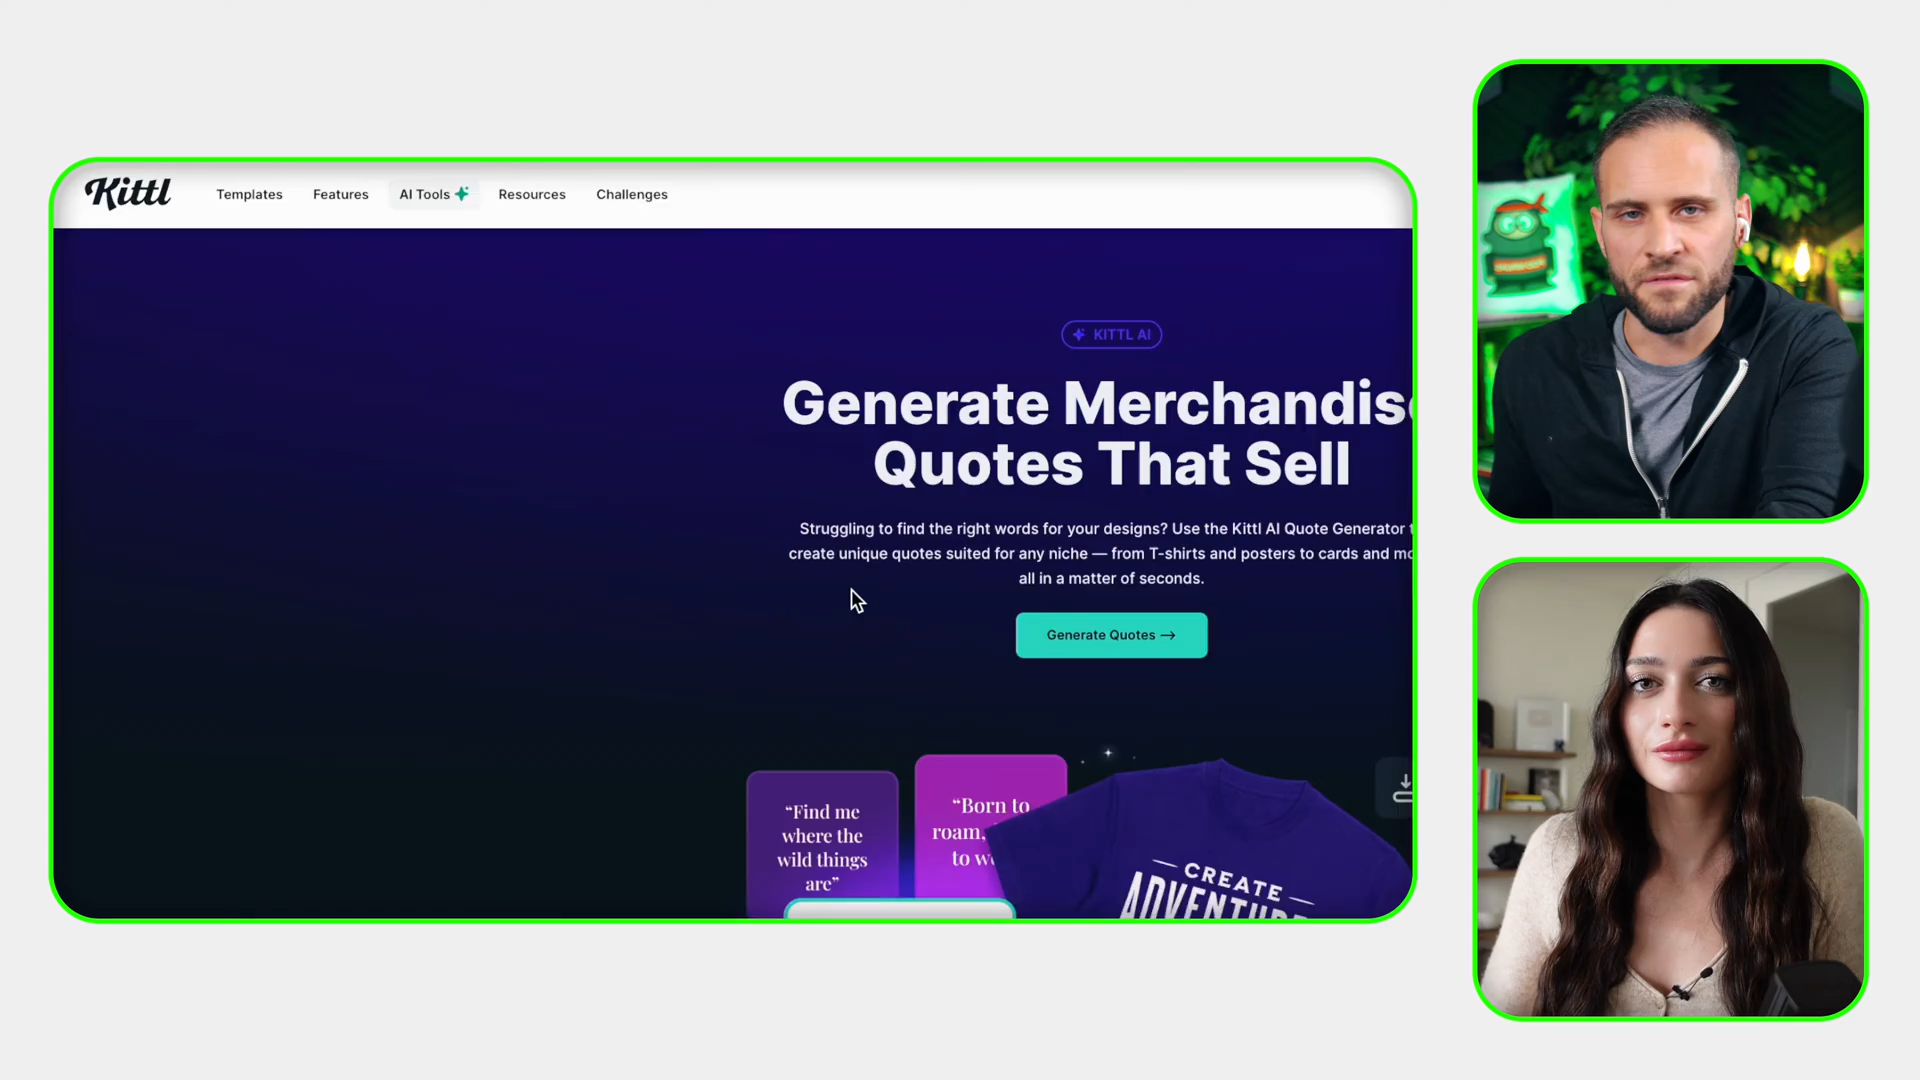 Kittl
Templates
Features
AI Tools
Resources
Challenges
KITTL AI
Generate Merchandise
Quotes That Sell
Struggling to find the right words for your designs? Use the Kittl AI Quote Generator
create unique quotes suited for any niche — from T-shirts and posters to cards and
all in a matter of seconds.
Generate Quotes →
“Find me
where the
wild things
are”
“Born to
roam,
to
CREATE